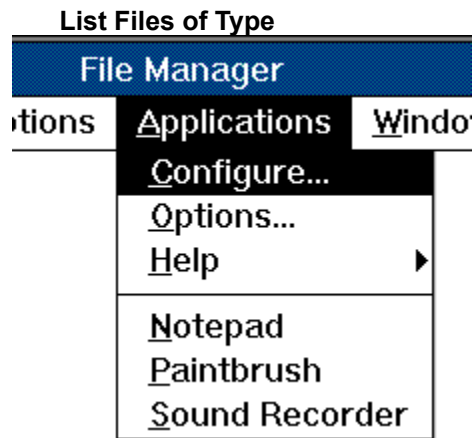 List Files of Type
File Manager
tions Applications Windo
Configure...
Options...
Help
Notepad
Paintbrush
Sound Recorder